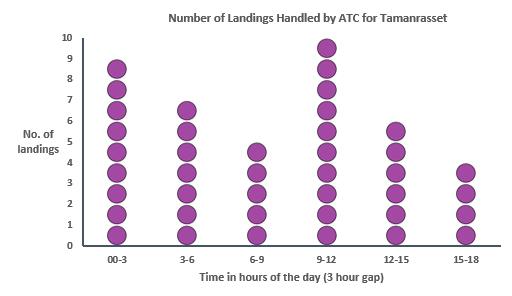 Number of Landings Handled by ATC for Tamanrasset
10
9
8
7
6
5
4
3
2
1
0
No. of
landings
00-3 3-6 6-9 9-12 12-15 15-18
Time in hours of the day (3 hour gap)